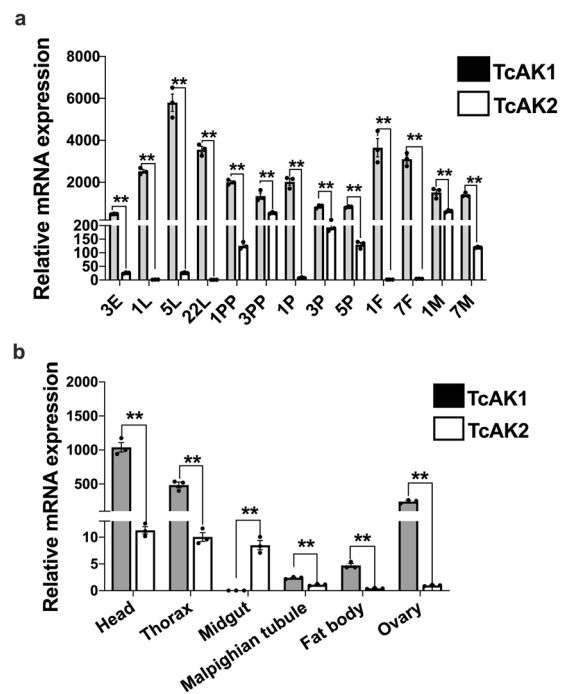 a
Relative mRNA expression
8000
6000
4000
2000
200
150
100
50
0
** ** ** ** ** ** ** ** ** ** ** ** **
TcAK1
TcAK2
3E 1L 5L 22L 1PP 3PP 1P 3P 5P 1F 7F 1M 7M
b
Relative mRNA expression
2000
1500
1000
500
10
5
0
** ** ** ** ** **
TcAK1
TcAK2
Head Thorax Midgut Malpighian tubule Fat body Ovary